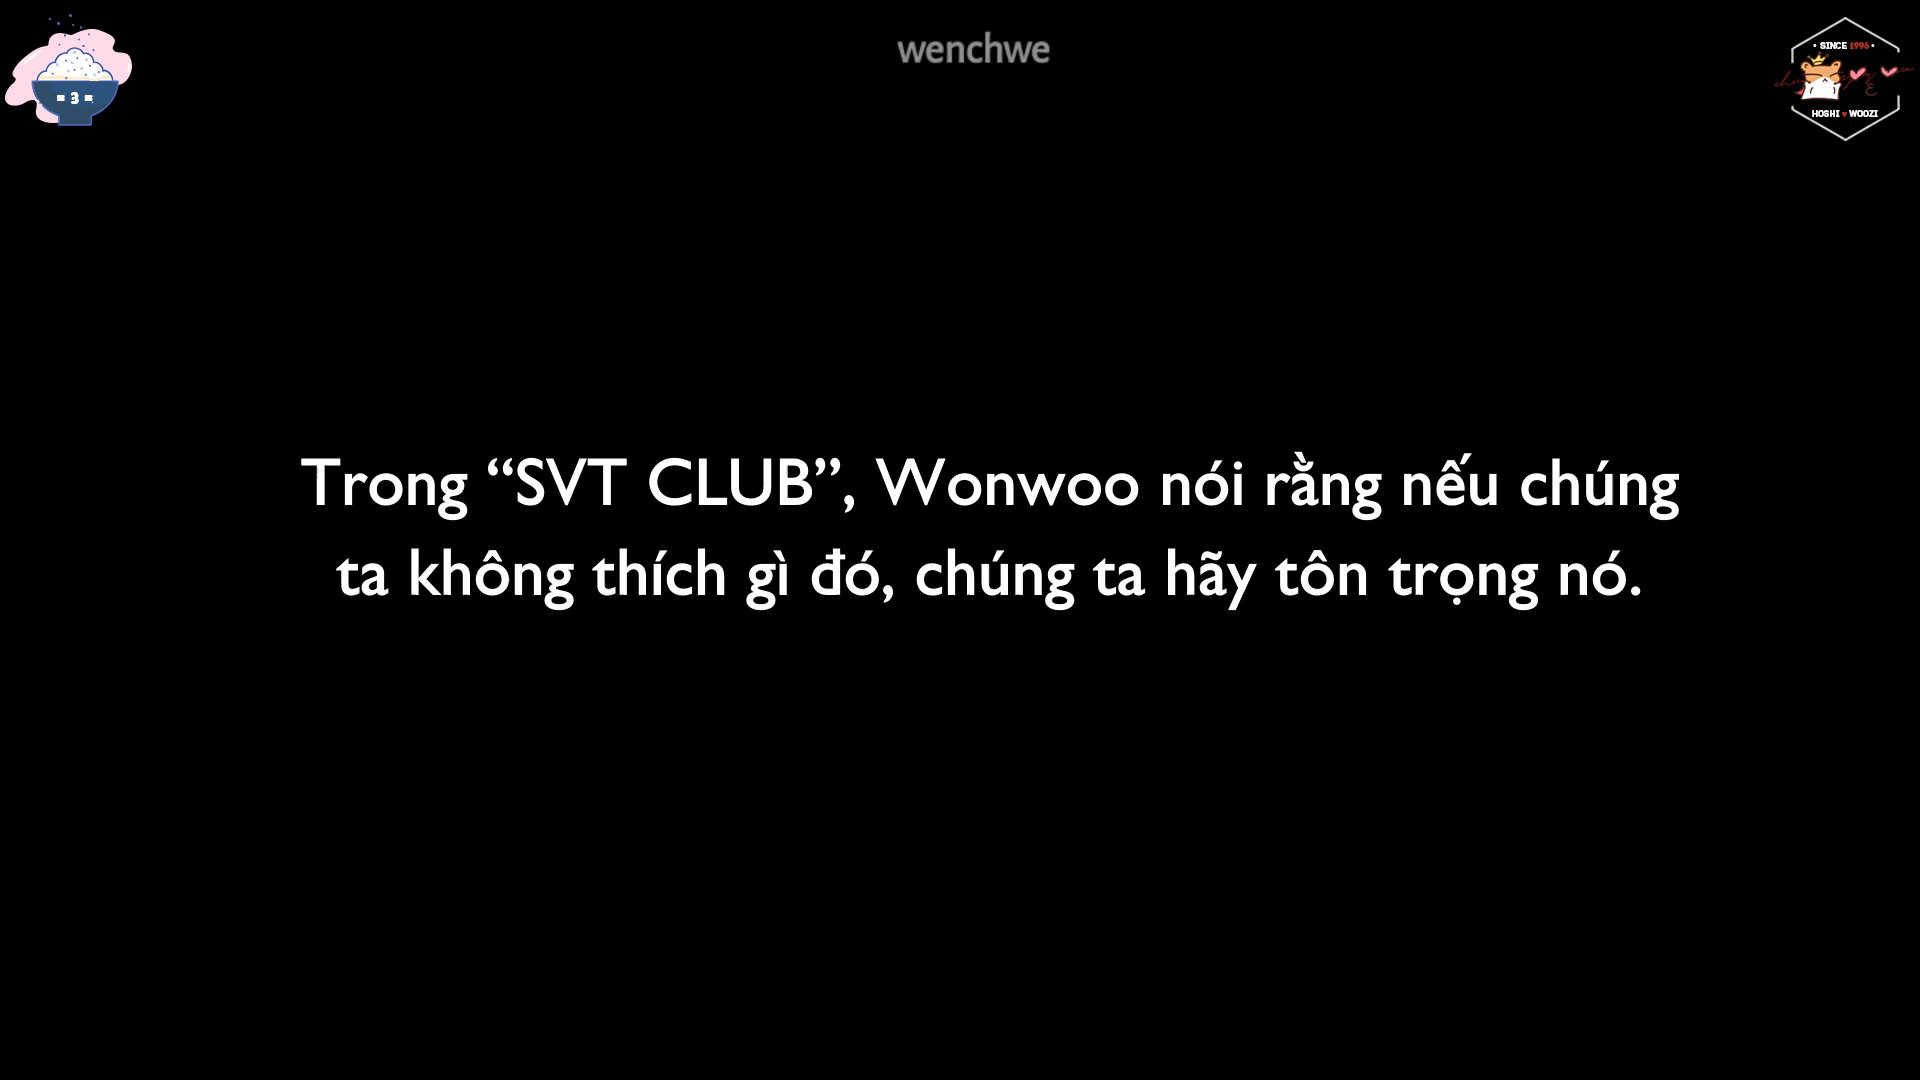 wenchwe
• SINCE 1996 •
HOSHI ♥ WOOZI
Trong “SVT CLUB”, Wonwoo nói rằng nếu chúng
ta không thích gì đó, chúng ta hãy tôn trọng nó.